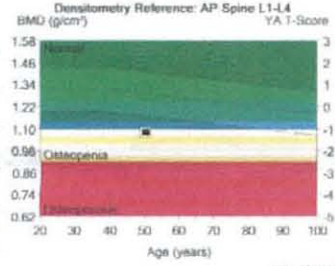 Densitometry Reference: AP Spine L1-L4
BMD (g/cm²) YA T-Score
Normal
1.58 3
1.46 2
1.34 1
1.22 0
1.10 -1
0.98 Osteopenia -2
0.86 -3
0.74 -4
0.62 Osteoporosis -5
20 30 40 50 60 70 80 90 100
Age (years)